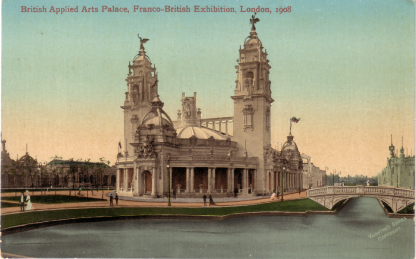 British Applied Arts Palace, Franco-British Exhibition, London, 1908